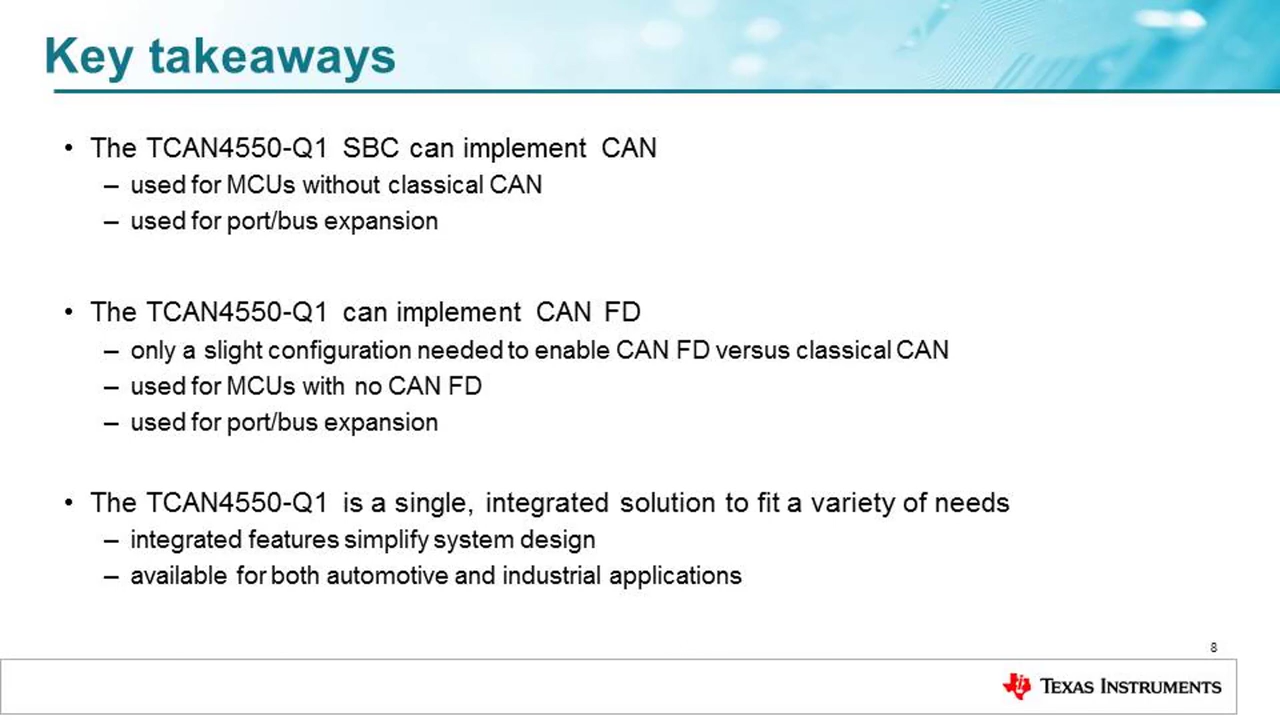 Key takeaways
• The TCAN4550-Q1 SBC can implement CAN
– used for MCUs without classical CAN
– used for port/bus expansion
• The TCAN4550-Q1 can implement CAN FD
– only a slight configuration needed to enable CAN FD versus classical CAN
– used for MCUs with no CAN FD
– used for port/bus expansion
• The TCAN4550-Q1 is a single, integrated solution to fit a variety of needs
– integrated features simplify system design
– available for both automotive and industrial applications
8
TEXAS INSTRUMENTS